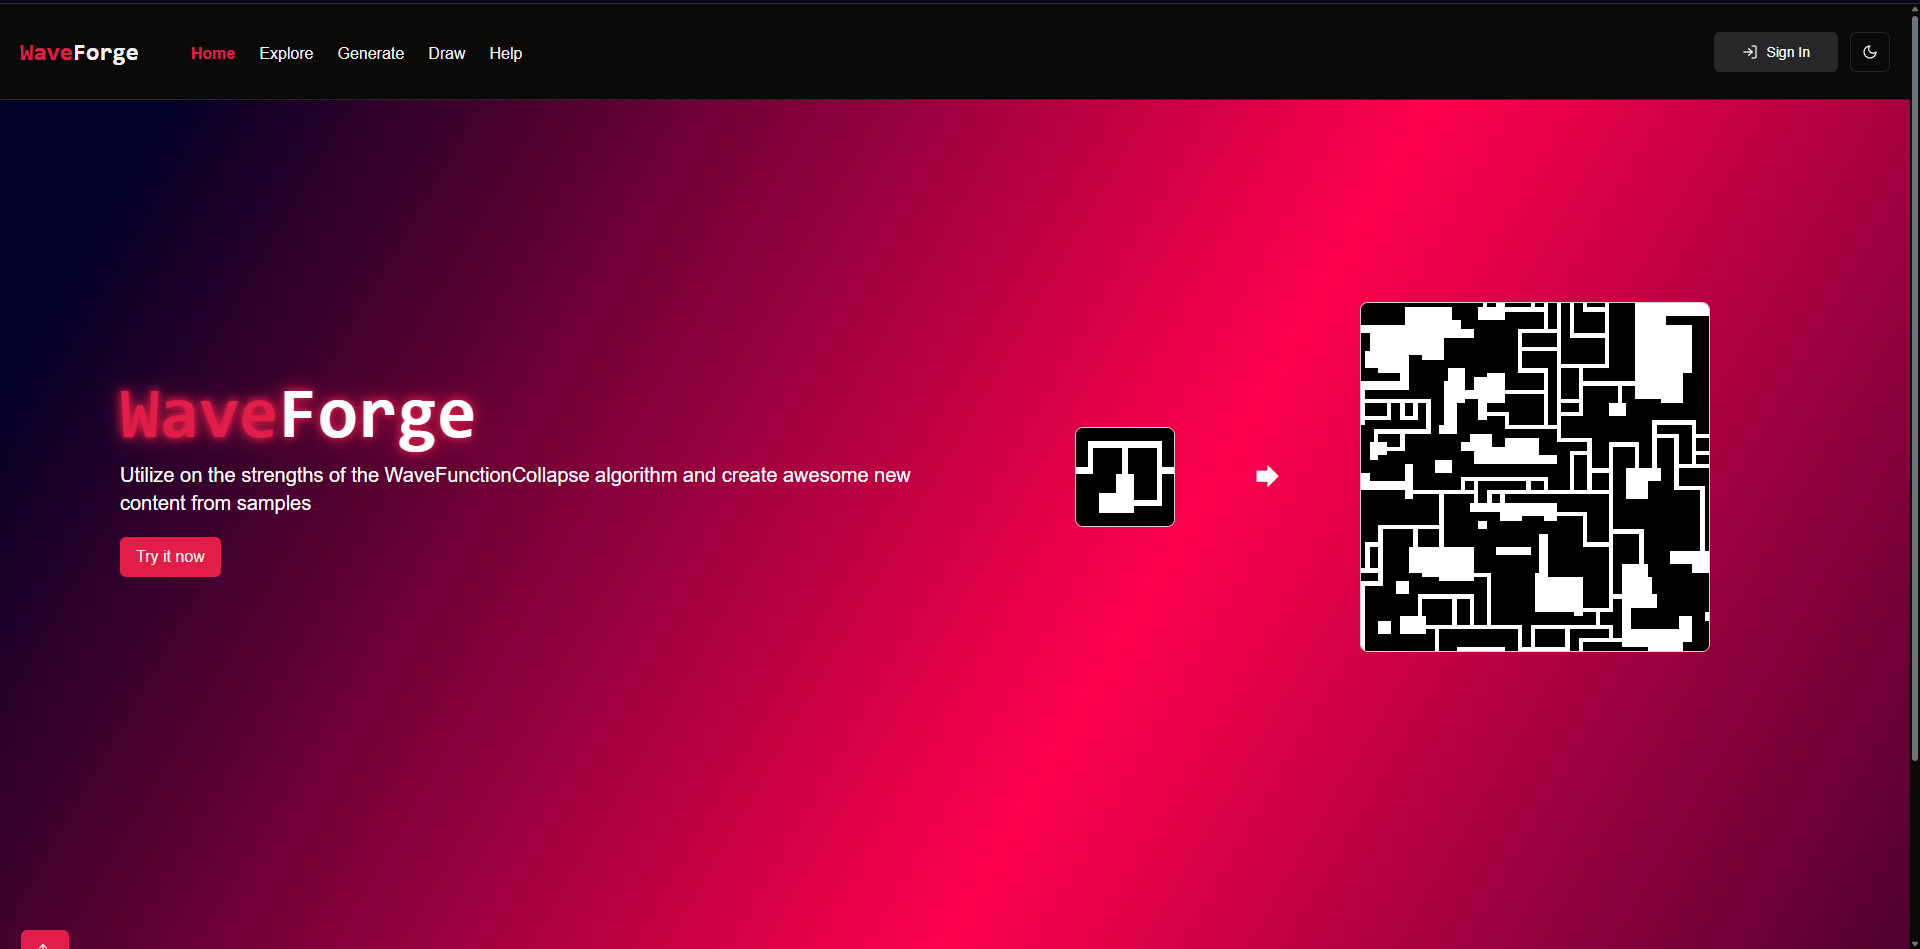 WaveForge
Home
Explore
Generate
Draw
Help
Sign In
WaveForge
Utilize on the strengths of the WaveFunctionCollapse algorithm and create awesome new
content from samples
Try it now